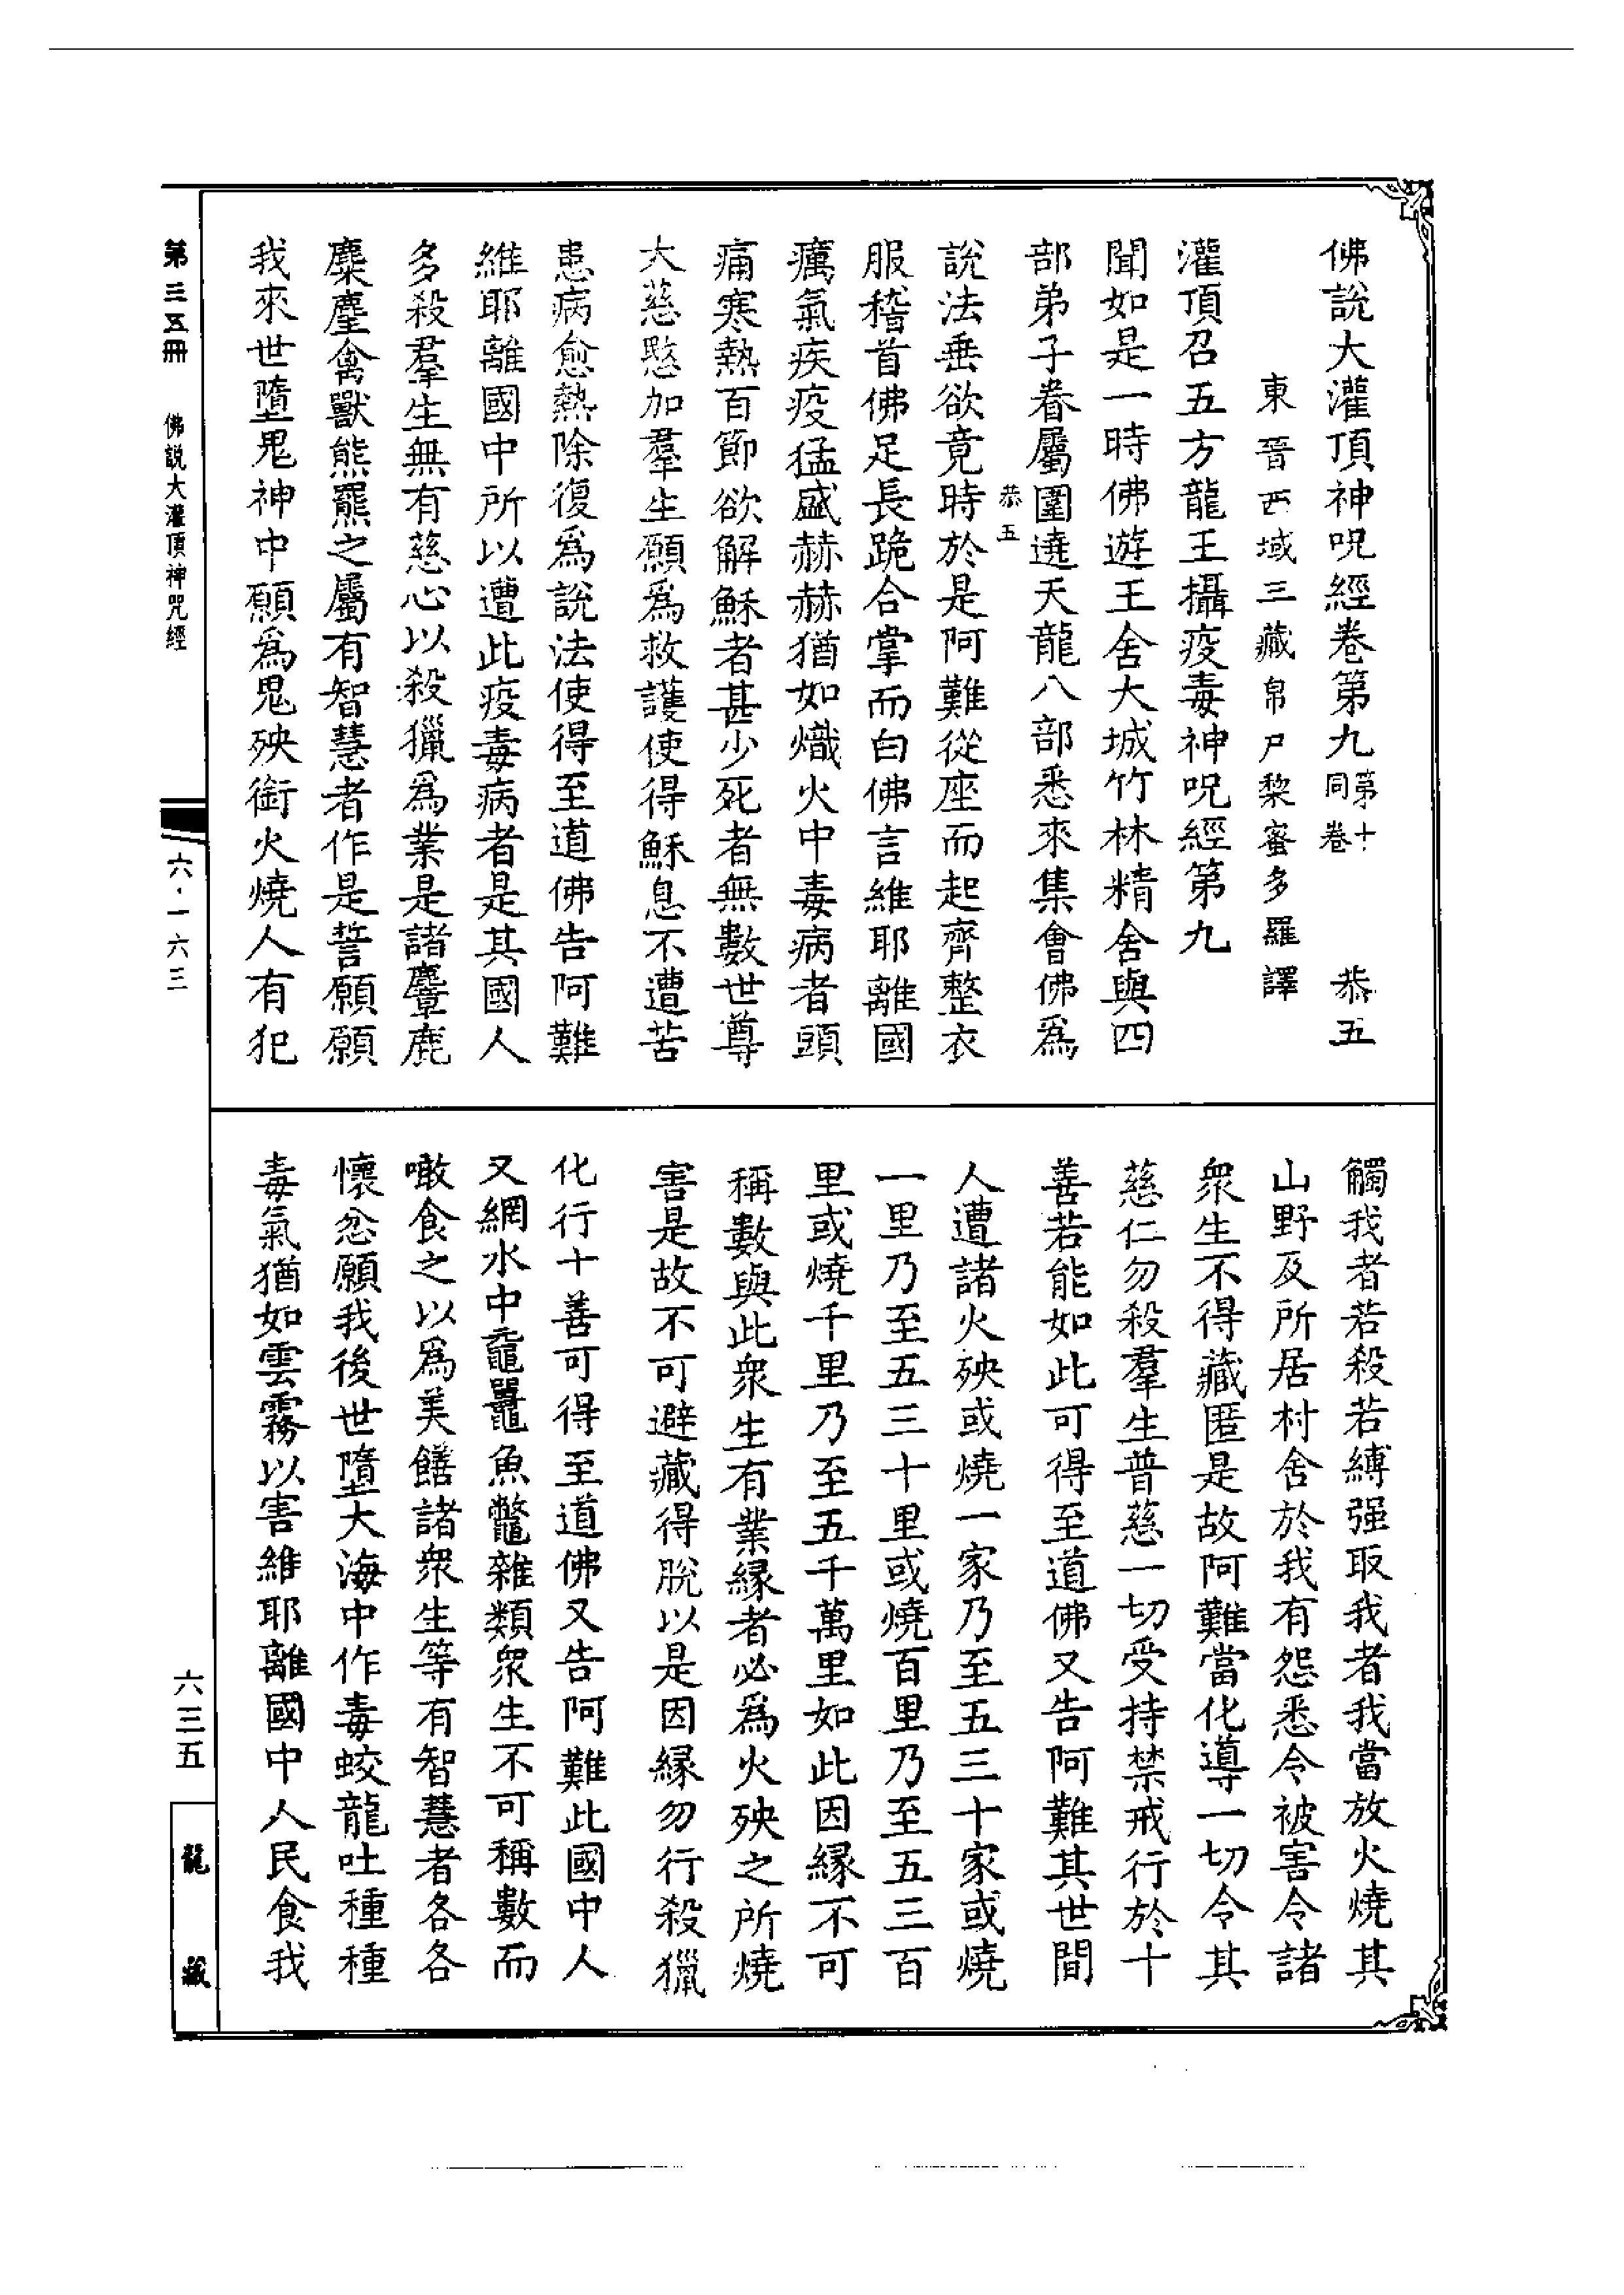 佛說大灌頂神呪經卷第九 第十同卷 恭五
東晉西域三藏帛尸黎蜜多羅譯
灌頂召五方龍王攝疫毒神呪經第九
聞如是一時佛遊王舍大城竹林精舍與四
部弟子眷屬圍遶天龍八部悉來集會佛爲
恭五
說法垂欲竟時於是阿難從座而起齊整衣
服稽首佛足長跪合掌而白佛言維耶離國
癘氣疾疫猛盛赫赫猶如熾火中毒病者頭
痛寒熱百節欲解穌者甚少死者無數世尊
大慈愍加羣生願爲救護使得穌息不遭苦
患病愈熱除復爲說法使得至道佛告阿難
維耶離國中所以遭此疫毒病者是其國人
多殺羣生無有慈心以殺獵爲業是諸麞鹿
麋塵禽獸熊羆之屬有智慧者作是誓願願
我來世墮鬼神中願爲鬼殃銜火燒人有犯
觸我者若殺若縛强取我者我當放火燒其
山野及所居村舍於我有怨悉令被害令諸
衆生不得藏匿是故阿難當化導一切令其
慈仁勿殺羣生普慈一切受持禁戒行於十
善若能如此可得至道佛又告阿難其世間
人遭諸火殃或燒一家乃至五三十家或燒
一里乃至五三十里或燒百里乃至五三百
里或燒千里乃至五千萬里如此因緣不可
稱數與此衆生有業緣者必爲火殃之所燒
害是故不可避藏得脫以是因緣勿行殺獵
化行十善可得至道佛又告阿難此國中人
又網水中黿鼉魚鼈雜類衆生不可稱數而
噉食之以爲美饍諸衆生等有智慧者各各
懷忿願我後世墮大海中作毒蛟龍吐種種
毒氣猶如雲霧以害維耶離國中人民食我
第三五冊 佛説大灌頂神咒經
六·一六三
六三五
龍藏